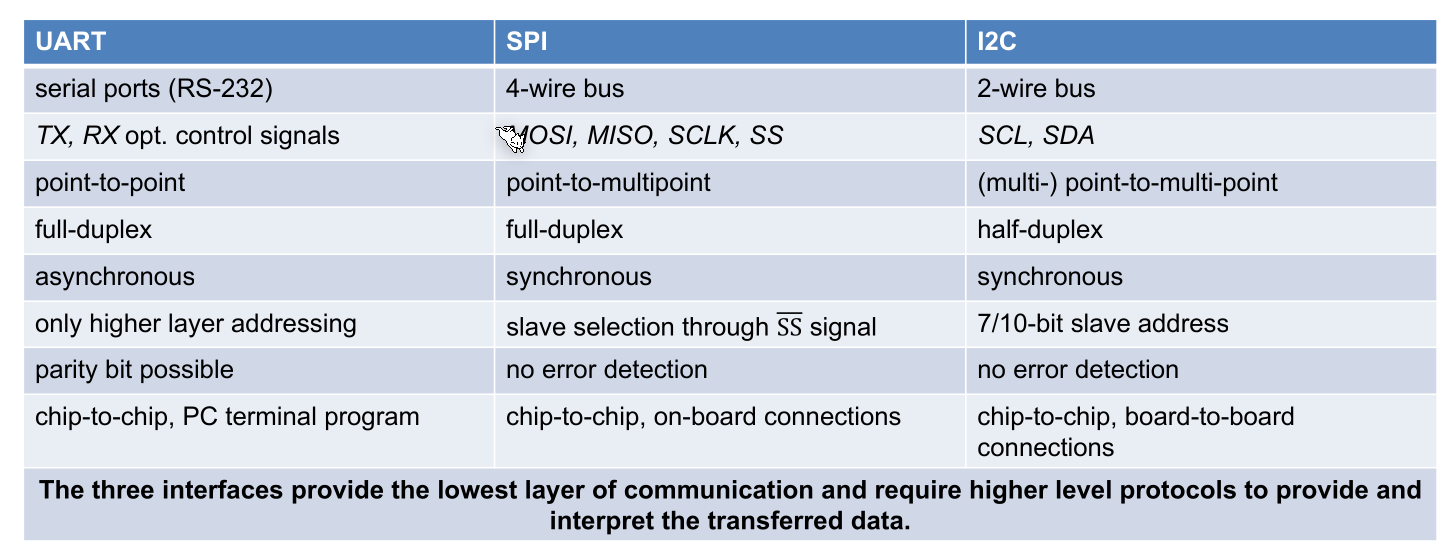 UART SPI I2C
serial ports (RS-232) 4-wire bus 2-wire bus
TX, RX opt. control signals MOSI, MISO, SCLK, SS SCL, SDA
point-to-point point-to-multipoint (multi-) point-to-multi-point
full-duplex full-duplex half-duplex
asynchronous synchronous synchronous
only higher layer addressing slave selection through S̅S̅ signal 7/10-bit slave address
parity bit possible no error detection no error detection
chip-to-chip, PC terminal program chip-to-chip, on-board connections chip-to-chip, board-to-board
connections
The three interfaces provide the lowest layer of communication and require higher level protocols to provide and
interpret the transferred data.